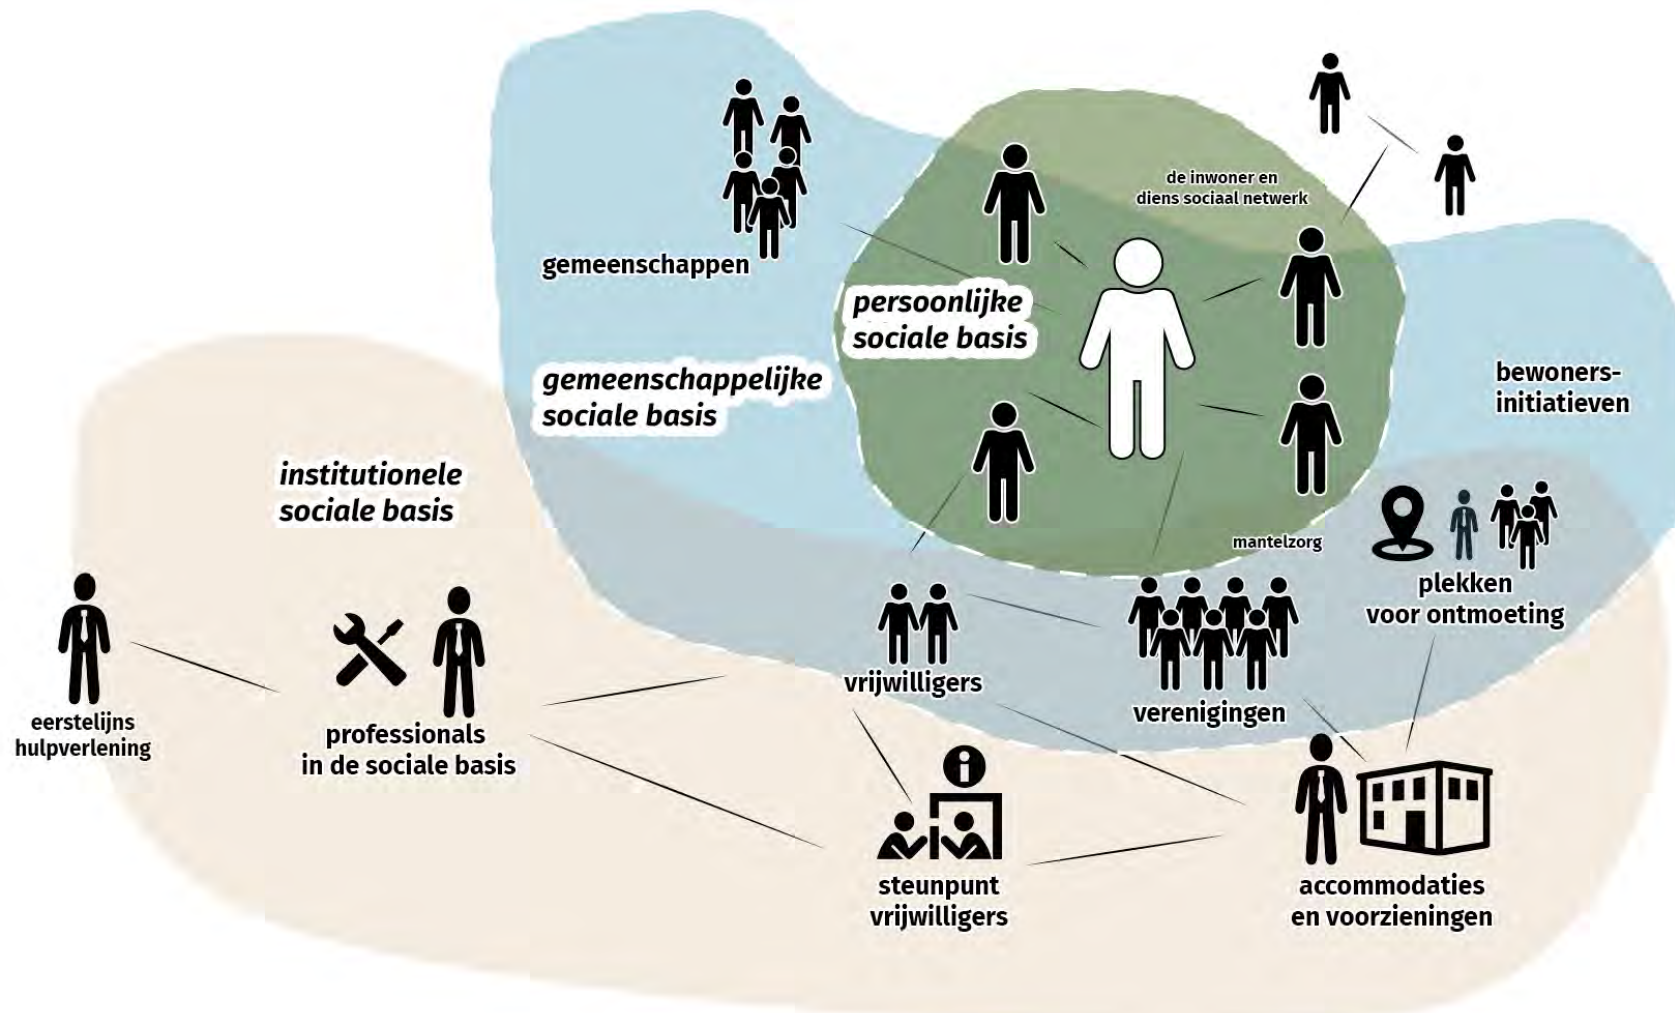 de inwoner en
diens sociaal netwerk
gemeenschappen
persoonlijke
sociale basis
gemeenschappelijke
sociale basis
bewoners-
initiatieven
institutionele
sociale basis
mantelzorg
plekken
voor ontmoeting
vrijwilligers
verenigingen
eerstelijns
hulpverlening
professionals
in de sociale basis
steunpunt
vrijwilligers
accommodaties
en voorzieningen